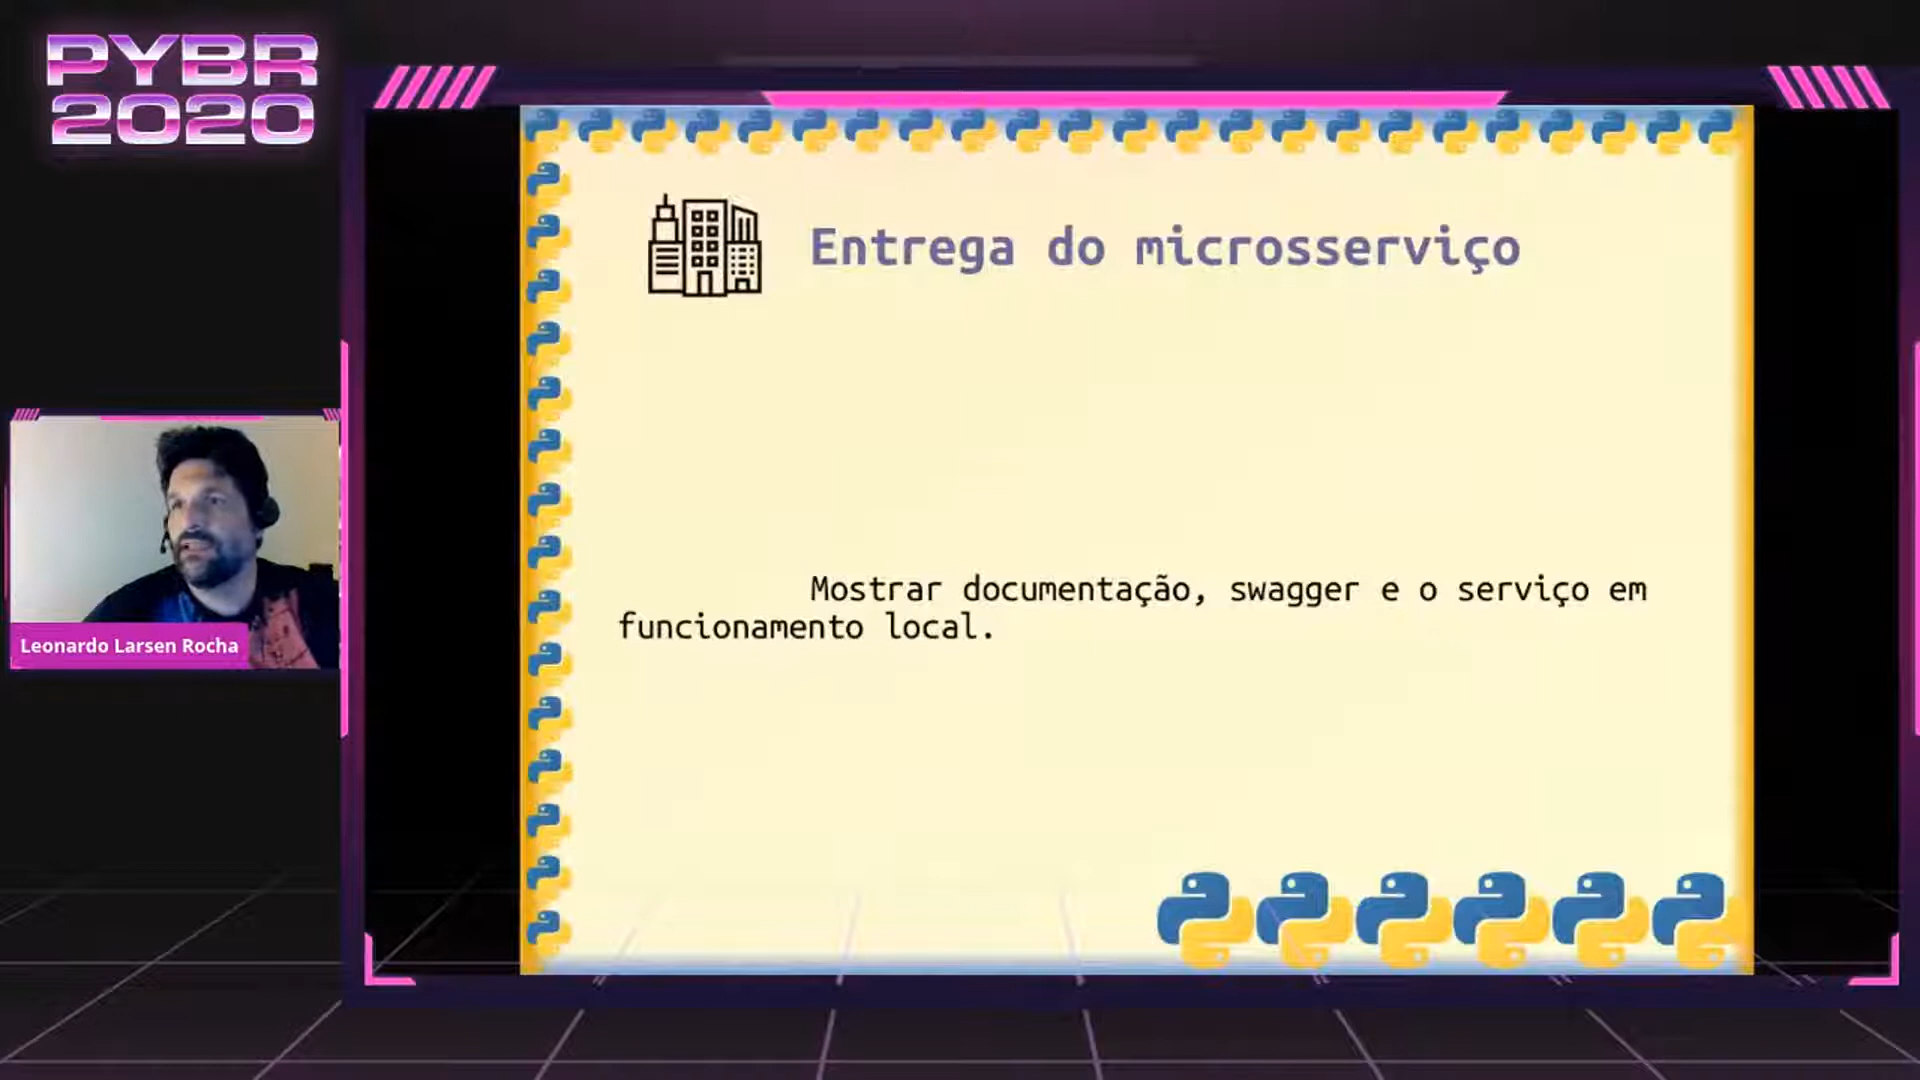 PYBR
2020
Entrega do microsserviço
Mostrar documentação, swagger e o serviço em
funcionamento local.
Leonardo Larsen Rocha